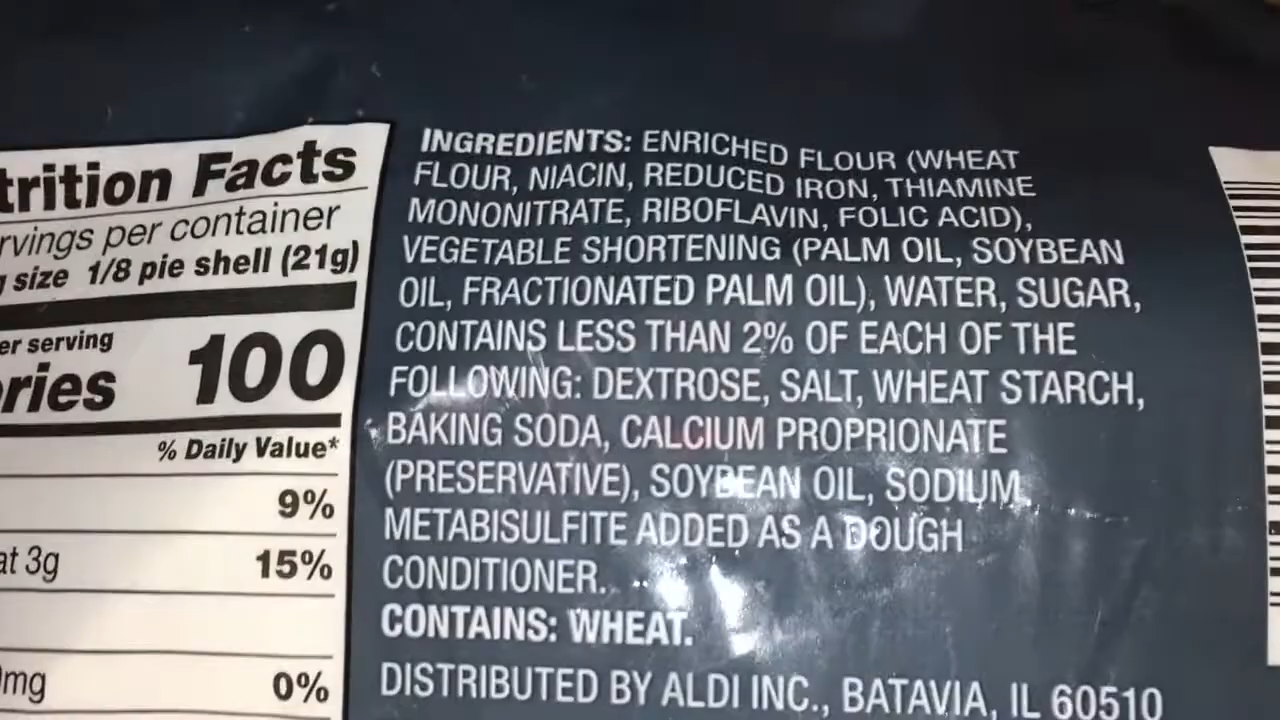 trition Facts
rvings per container
size 1/8 pie shell (21g)
er serving
ries 100
% Daily Value*
9%
at 3g 15%
mg 0%
INGREDIENTS: ENRICHED FLOUR (WHEAT
FLOUR, NIACIN, REDUCED IRON, THIAMINE
MONONITRATE, RIBOFLAVIN, FOLIC ACID),
VEGETABLE SHORTENING (PALM OIL, SOYBEAN
OIL, FRACTIONATED PALM OIL), WATER, SUGAR,
CONTAINS LESS THAN 2% OF EACH OF THE
FOLLOWING: DEXTROSE, SALT, WHEAT STARCH,
BAKING SODA, CALCIUM PROPRIONATE
(PRESERVATIVE), SOYBEAN OIL, SODIUM
METABISULFITE ADDED AS A DOUGH
CONDITIONER.
CONTAINS: WHEAT.
DISTRIBUTED BY ALDI INC., BATAVIA, IL 60510